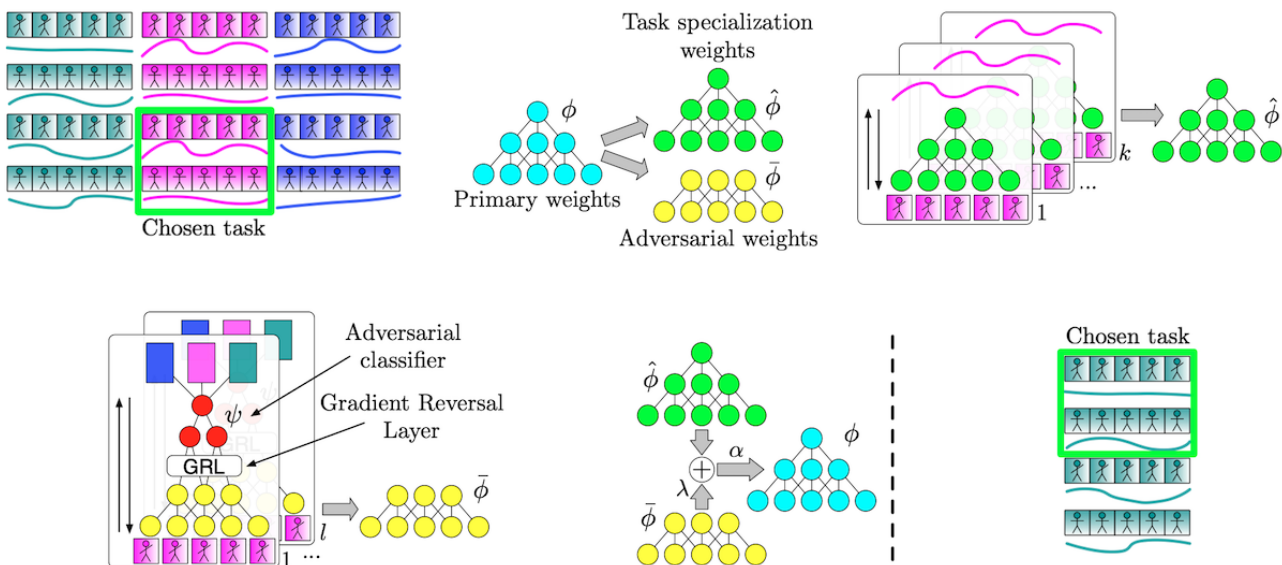 Chosen task
Task specialization
weights
ϕ
ϕ̂
ϕ̄
Primary weights
Adversarial weights
1
...
k
ϕ̂
Adversarial
classifier
Gradient Reversal
Layer
ψ
GRL
1 ...
l
ϕ̄
ϕ̂
α
ϕ
λ
ϕ̄
Chosen task